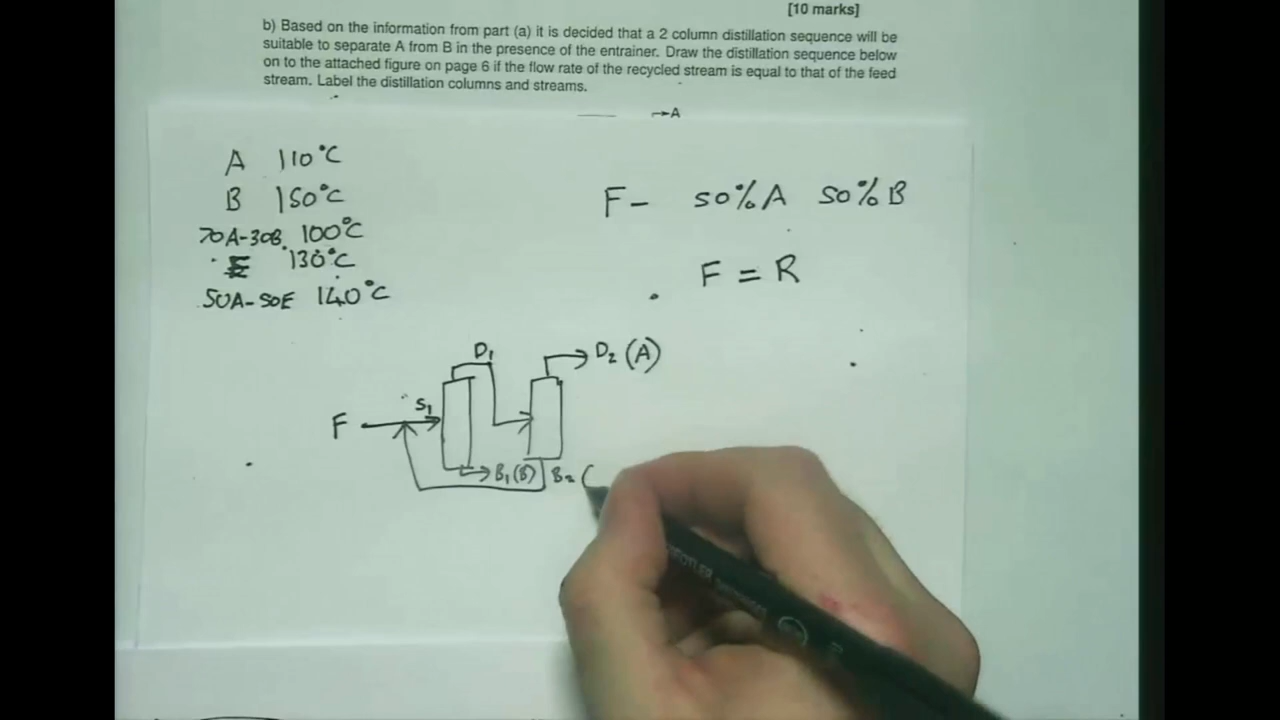 [10 marks]
b) Based on the information from part (a) it is decided that a 2 column distillation sequence will be
suitable to separate A from B in the presence of the entrainer. Draw the distillation sequence below
on to the attached figure on page 6 if the flow rate of the recycled stream is equal to that of the feed
stream. Label the distillation columns and streams.
→A
A 110°C
B 150°C
70A-30B 100°C
E 130°C
50A-50E 140°C
F- 50%A 50%B
F = R
D₁
D₂ (A)
S₁
F
B₁(B)
B₂ (
STAEDTLER